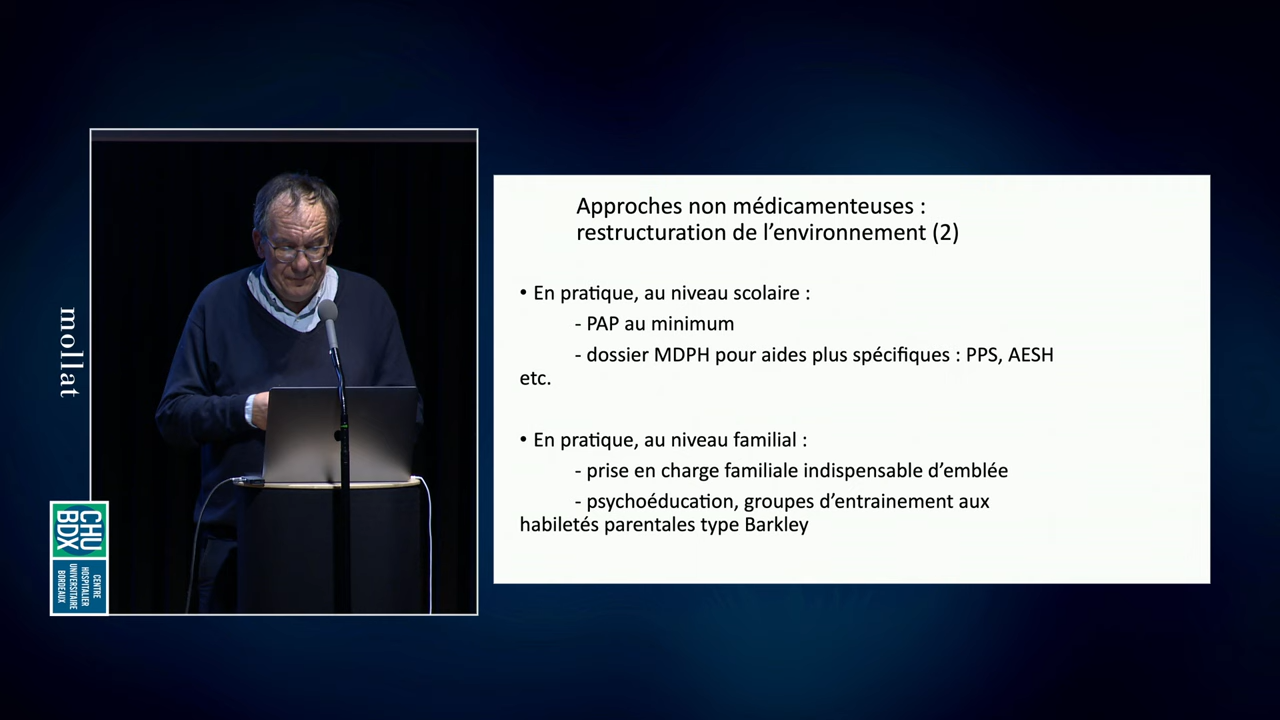 mollat
CHU
BDX
CENTRE
HOSPITALIER
UNIVERSITAIRE
BORDEAUX
Approches non médicamenteuses :
restructuration de l’environnement (2)
• En pratique, au niveau scolaire :
- PAP au minimum
- dossier MDPH pour aides plus spécifiques : PPS, AESH
etc.
• En pratique, au niveau familial :
- prise en charge familiale indispensable d’emblée
- psychoéducation, groupes d’entrainement aux
habiletés parentales type Barkley